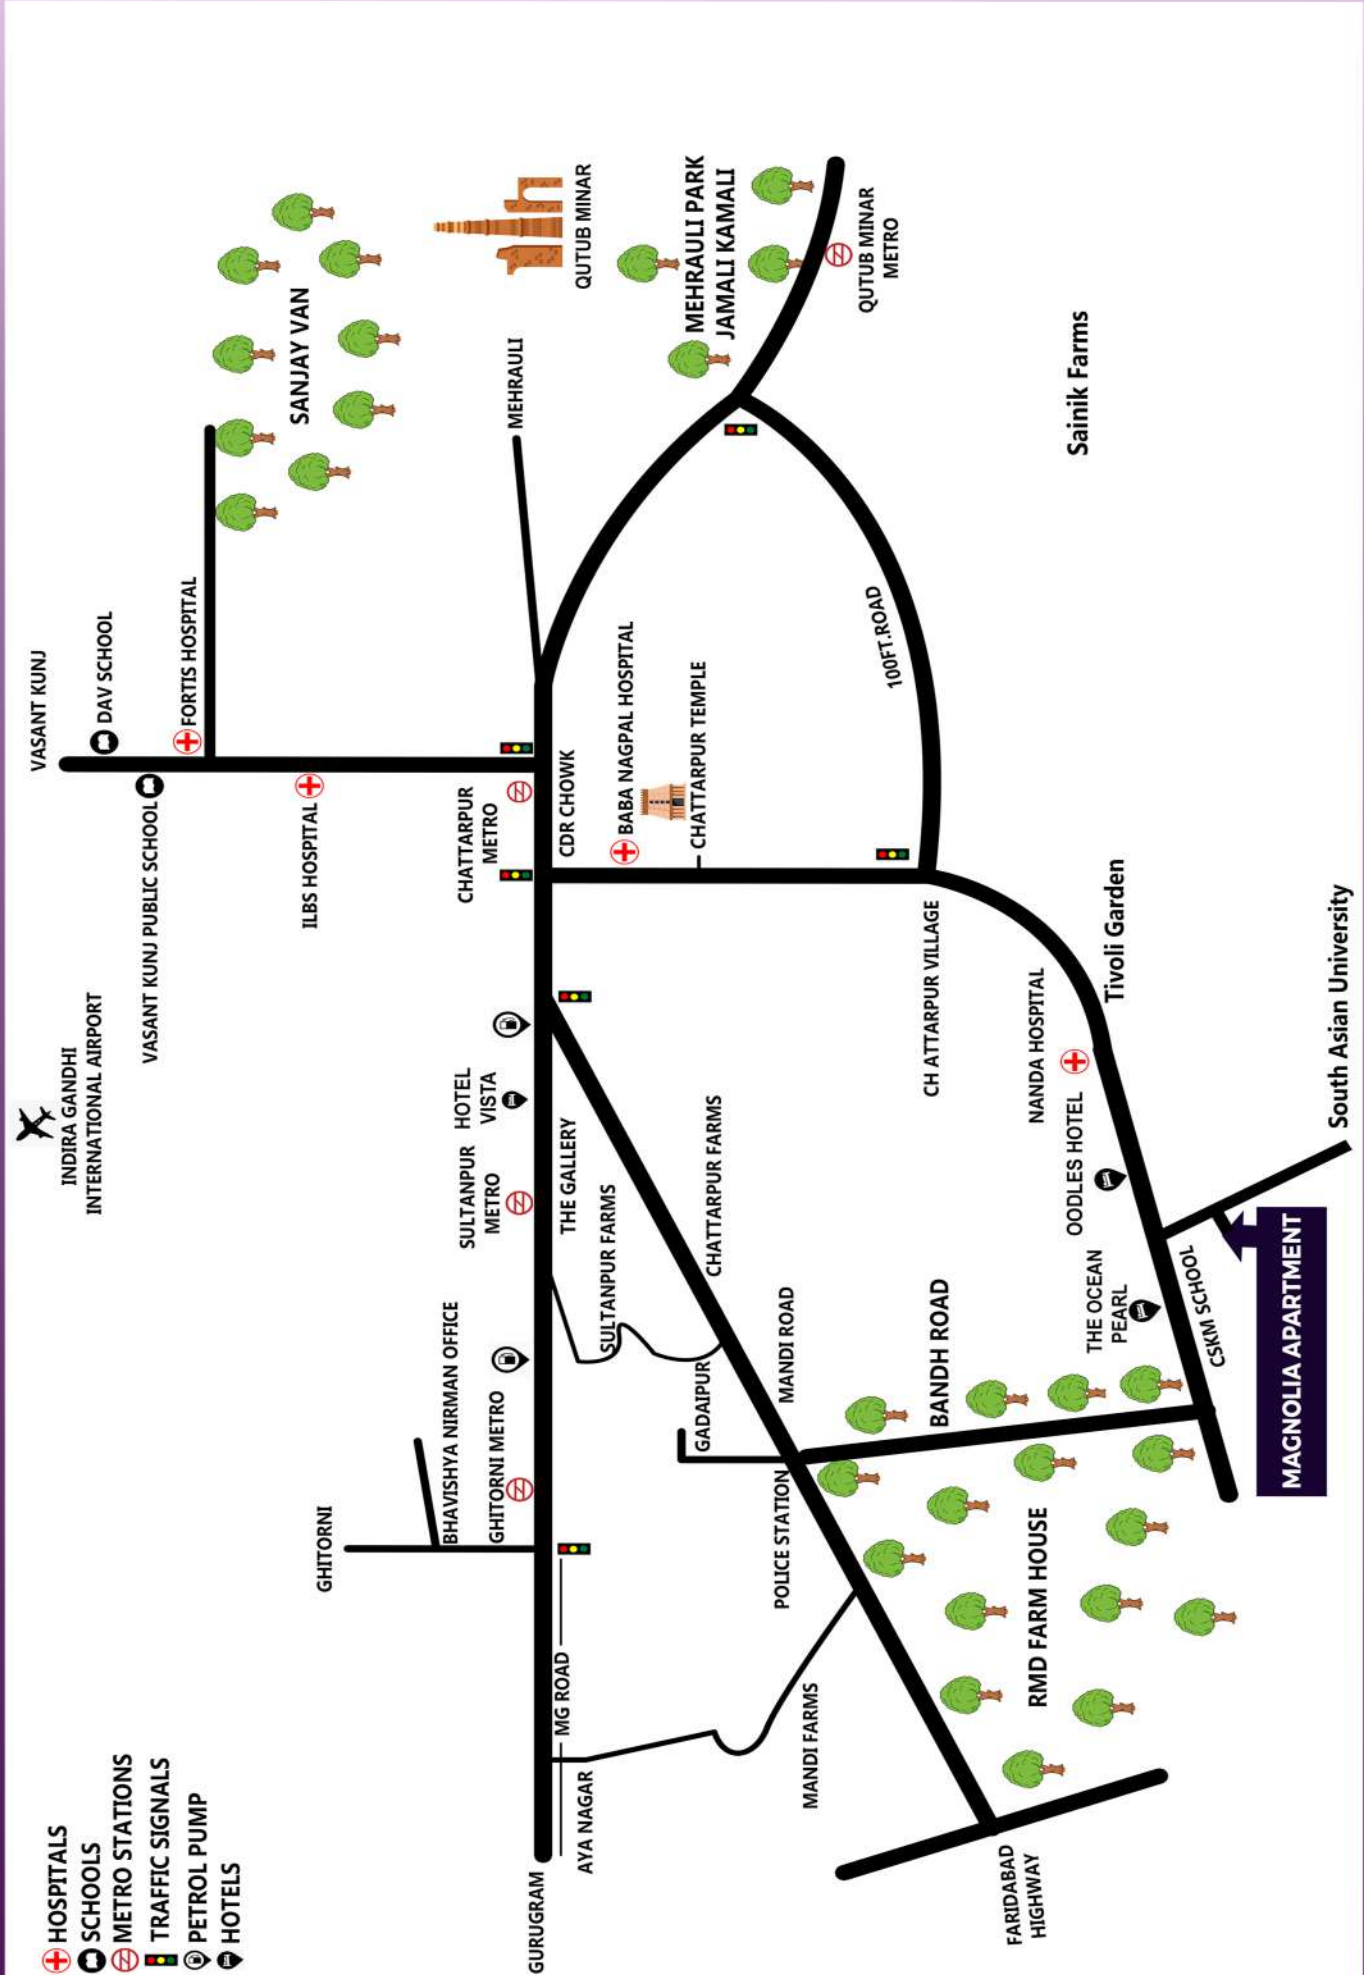 HOSPITALS
SCHOOLS
METRO STATIONS
TRAFFIC SIGNALS
PETROL PUMP
HOTELS
INDIRA GANDHI
INTERNATIONAL AIRPORT
VASANT KUNJ
DAV SCHOOL
VASANT KUNJ PUBLIC SCHOOL
FORTIS HOSPITAL
ILBS HOSPITAL
SANJAY VAN
GHITORNI
BHAVISHYA NIRMAN OFFICE
GHITORNI METRO
SULTANPUR
METRO
HOTEL
VISTA
CHATTARPUR
METRO
MEHRAULI
QUTUB MINAR
GURUGRAM
AYA NAGAR
MG ROAD
THE GALLERY
SULTANPUR FARMS
CDR CHOWK
BABA NAGPAL HOSPITAL
CHATTARPUR TEMPLE
MEHRAULI PARK
JAMALI KAMALI
QUTUB MINAR
METRO
GADAIPUR
CHATTARPUR FARMS
MANDI ROAD
POLICE STATION
MANDI FARMS
100FT.ROAD
CH ATTARPUR VILLAGE
BANDH ROAD
FARIDABAD
HIGHWAY
RMD FARM HOUSE
NANDA HOSPITAL
OODLES HOTEL
THE OCEAN
PEARL
Tivoli Garden
Sainik Farms
CSKM SCHOOL
MAGNOLIA APARTMENT
South Asian University